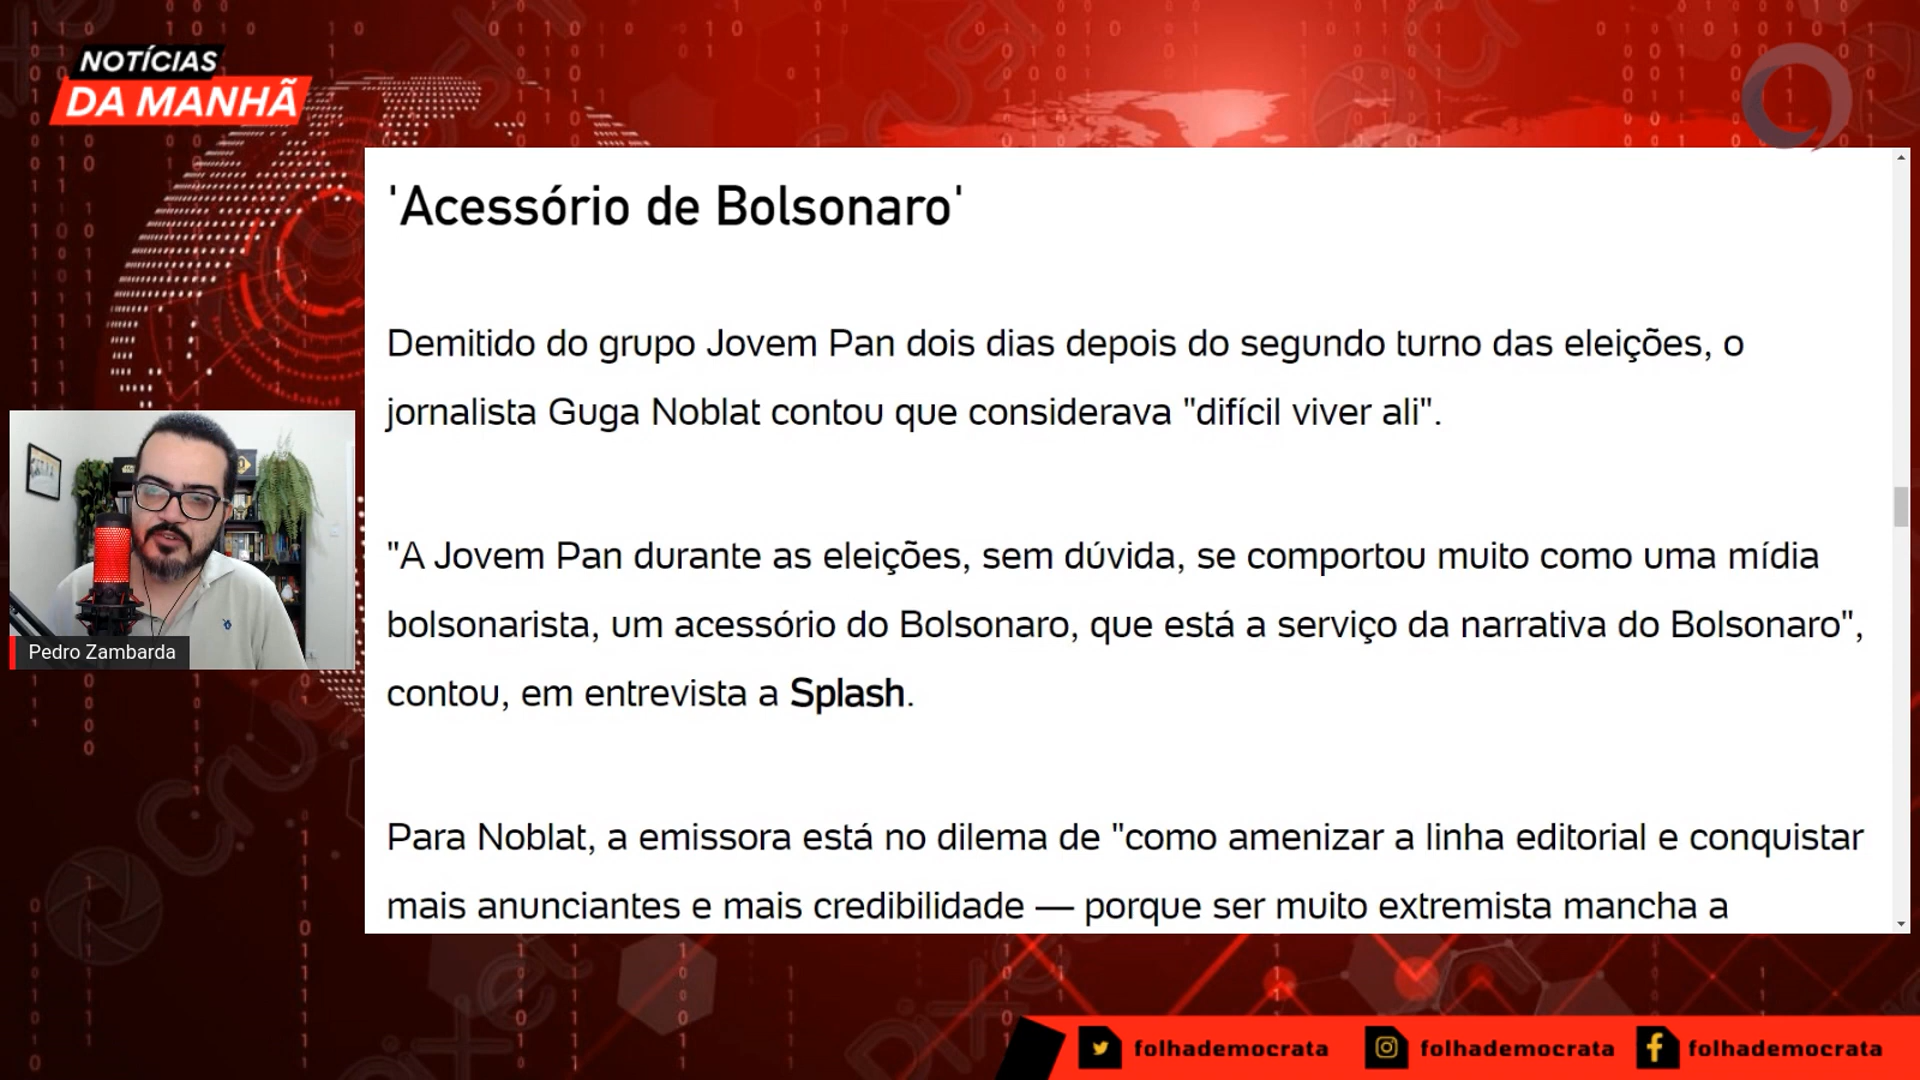 NOTÍCIAS
DA MANHÃ
'Acessório de Bolsonaro'
Demitido do grupo Jovem Pan dois dias depois do segundo turno das eleições, o
jornalista Guga Noblat contou que considerava "difícil viver ali".
"A Jovem Pan durante as eleições, sem dúvida, se comportou muito como uma mídia
bolsonarista, um acessório do Bolsonaro, que está a serviço da narrativa do Bolsonaro",
contou, em entrevista a Splash.
Para Noblat, a emissora está no dilema de "como amenizar a linha editorial e conquistar
mais anunciantes e mais credibilidade — porque ser muito extremista mancha a
Pedro Zambarda
folhademocrata
folhademocrata
folhademocrata